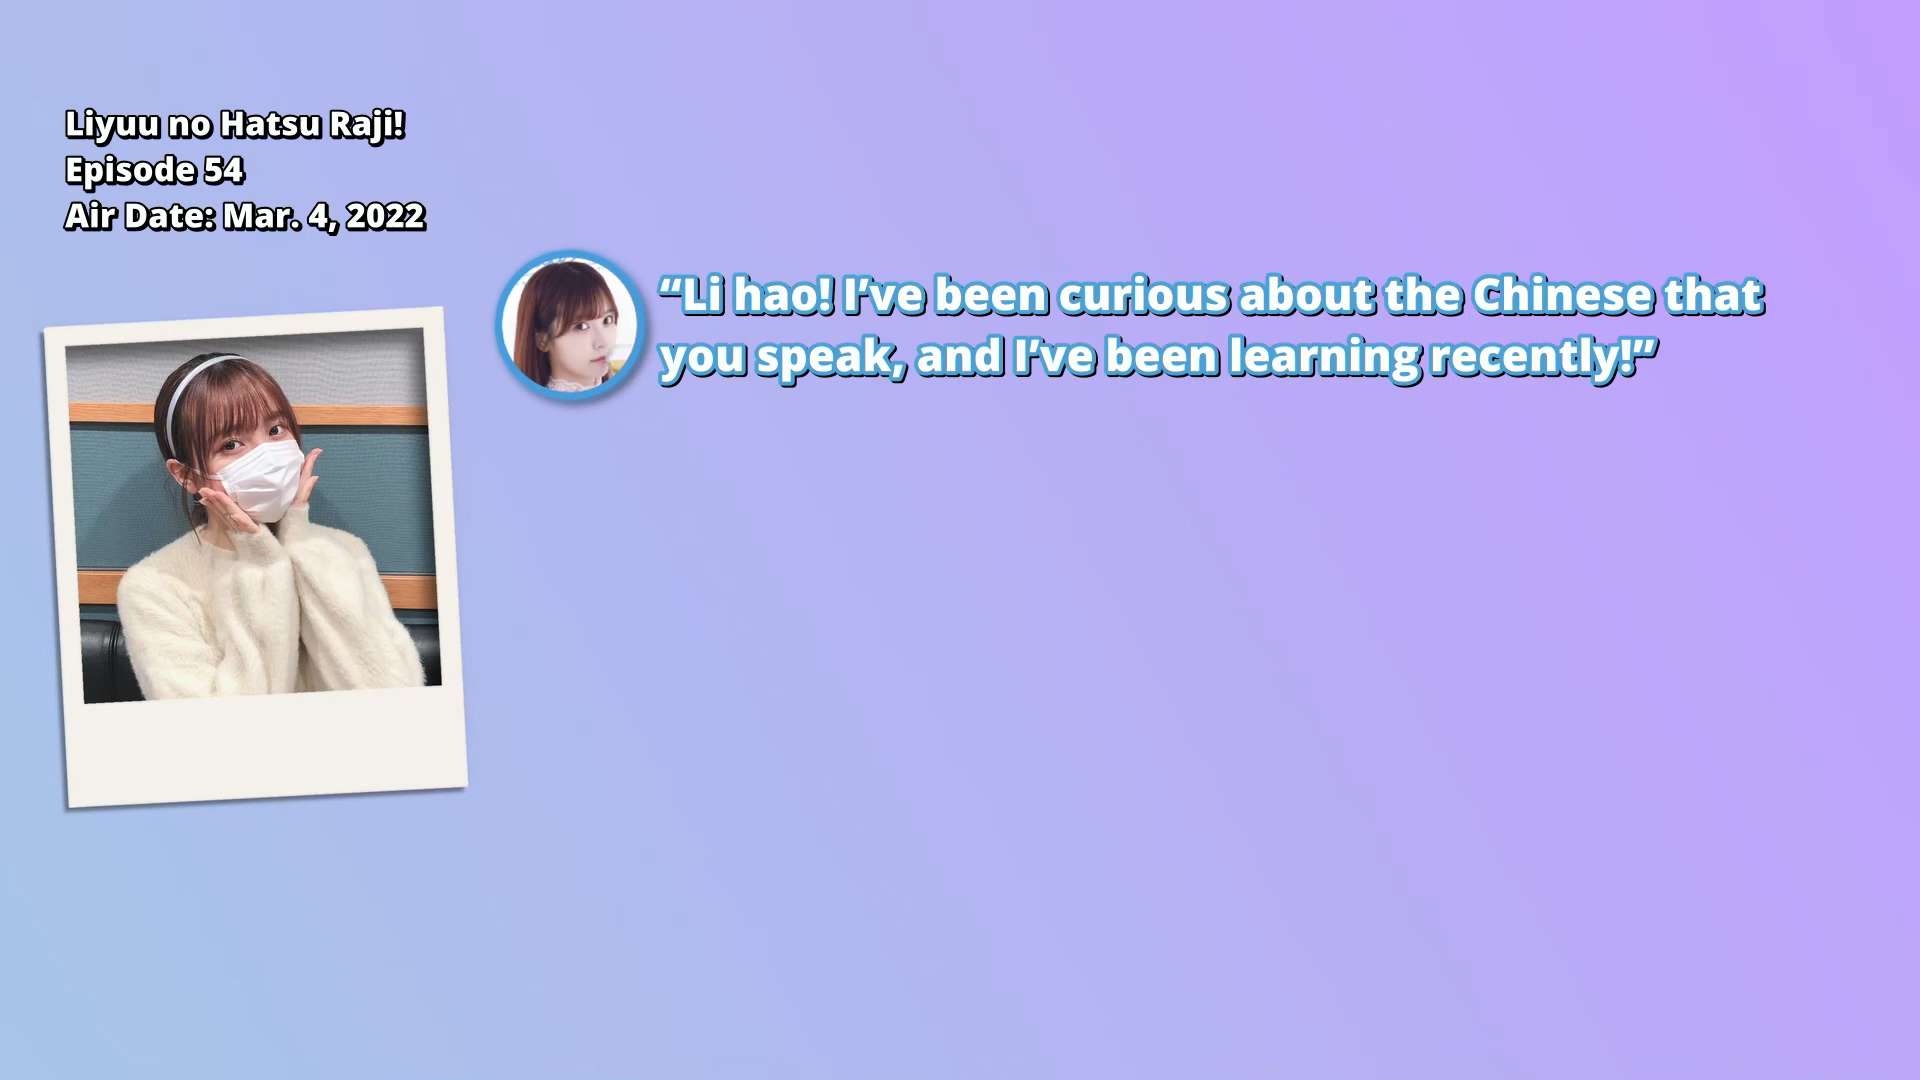 Liyuu no Hatsu Raji!
Episode 54
Air Date: Mar. 4, 2022
“Li hao! I’ve been curious about the Chinese that
you speak, and I’ve been learning recently!”